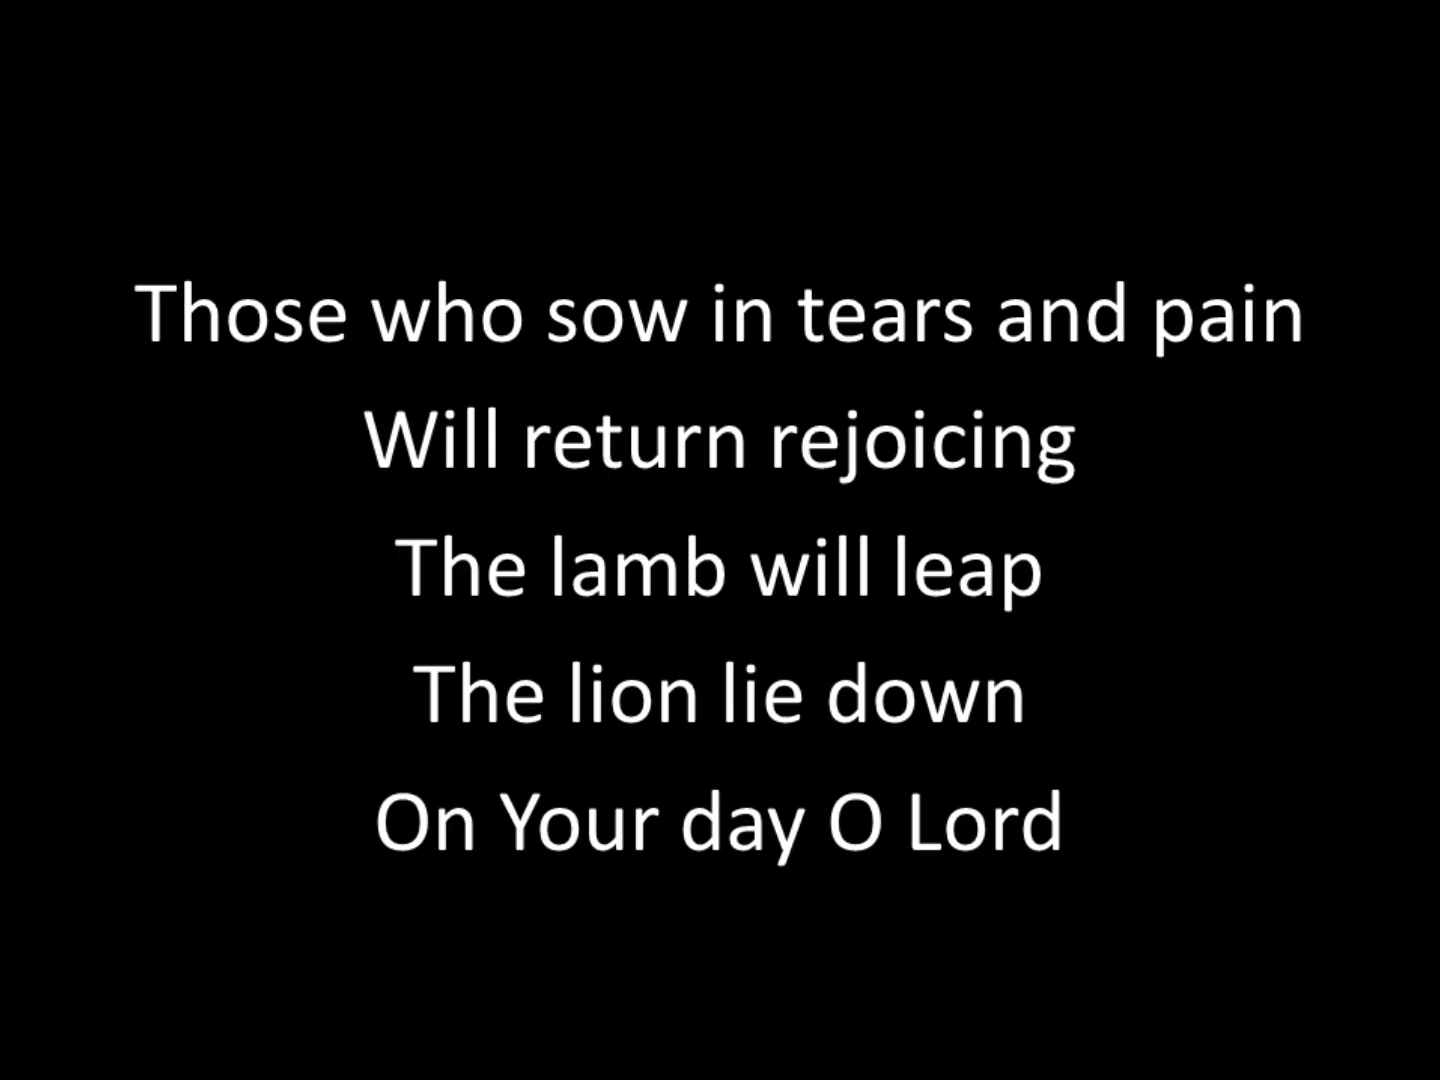 Those who sow in tears and pain
Will return rejoicing
The lamb will leap
The lion lie down
On Your day O Lord